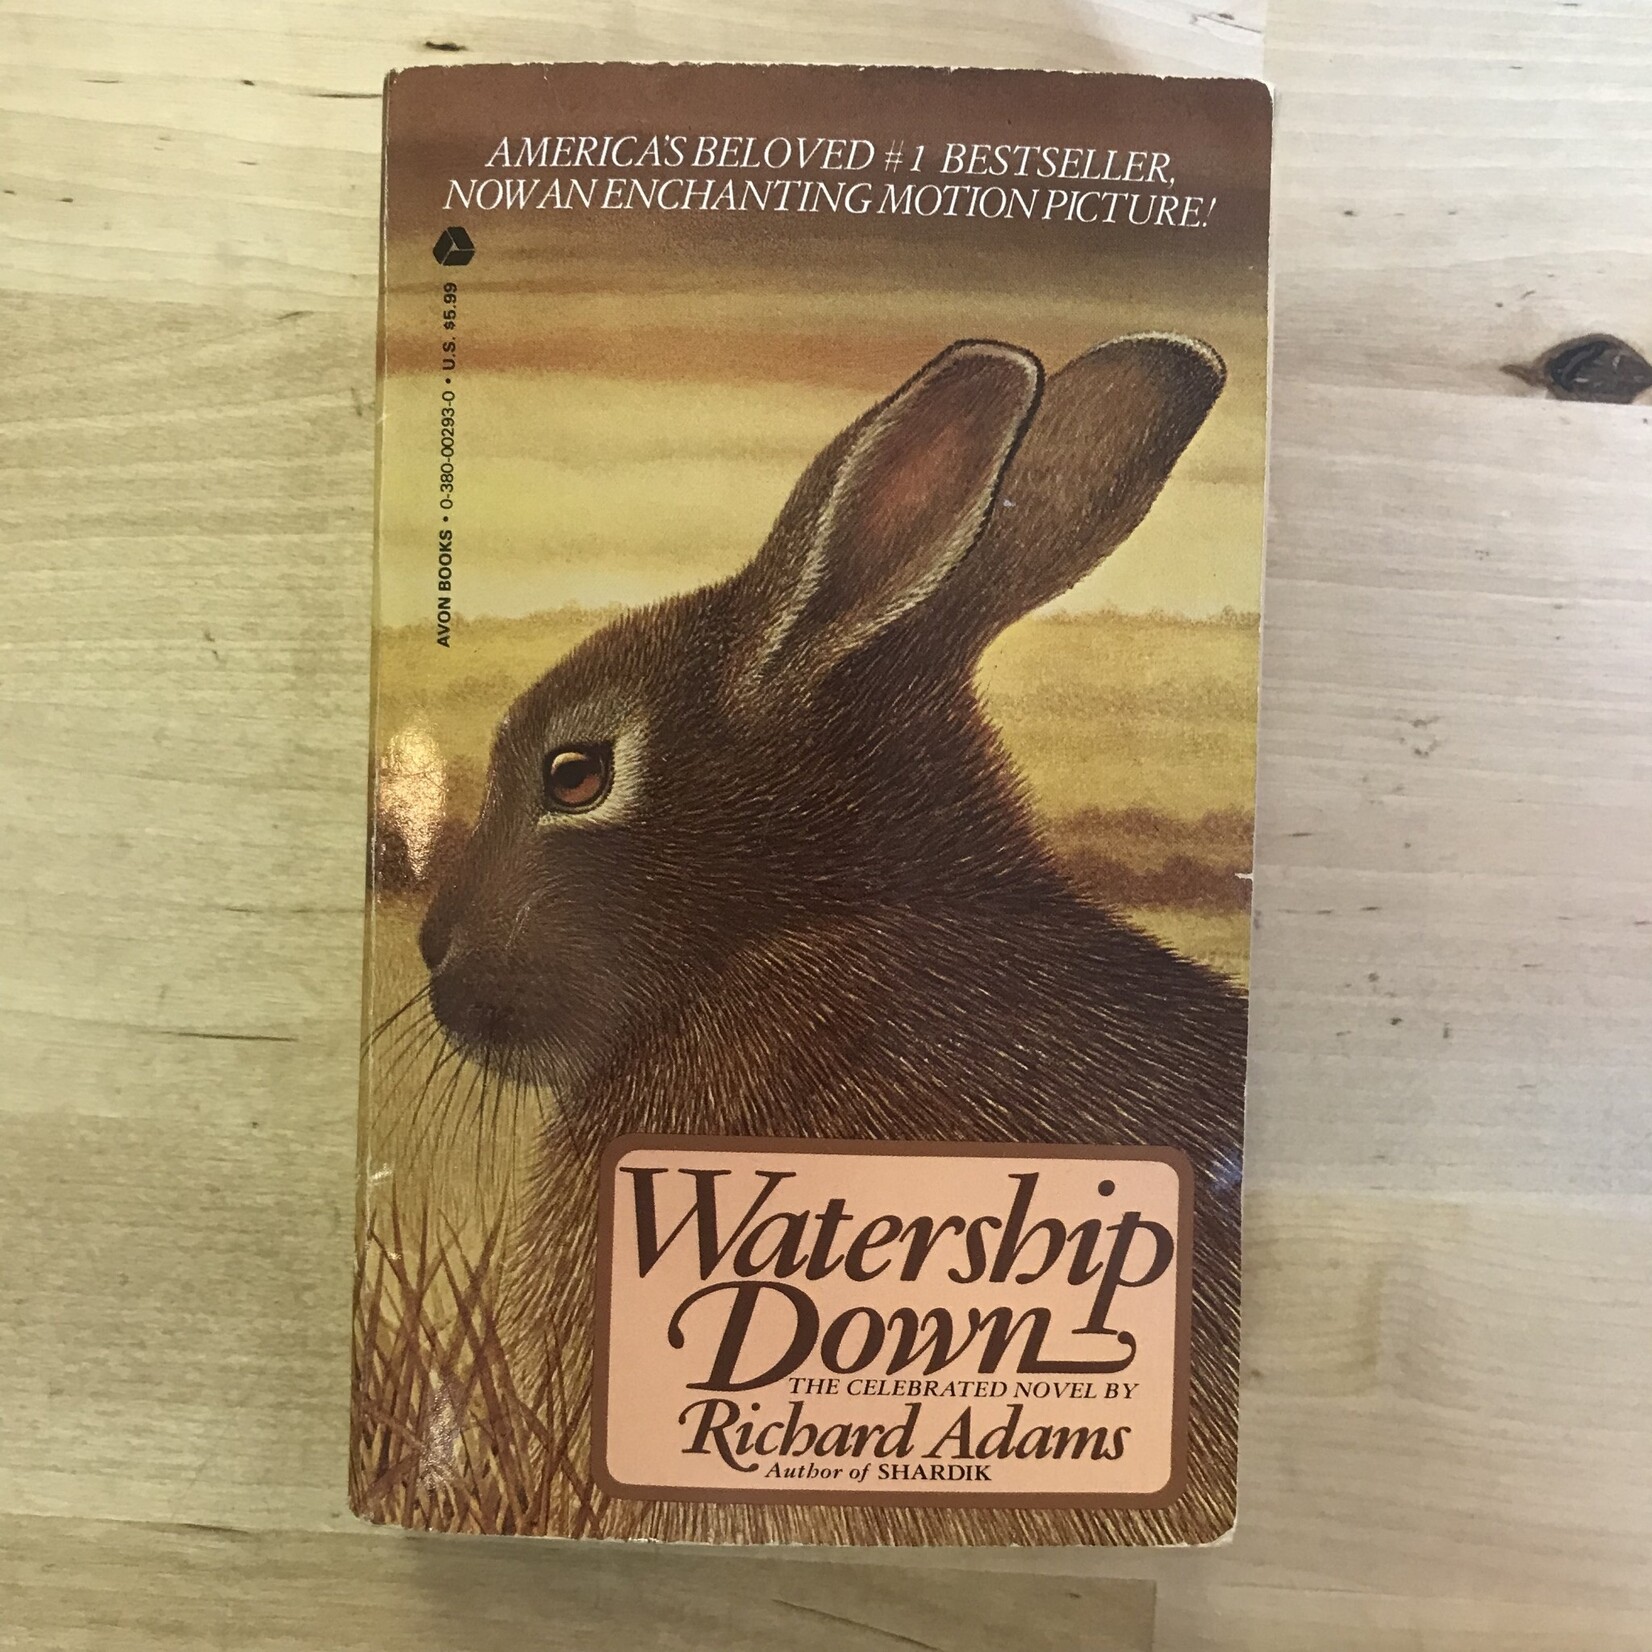 AMERICA'S BELOVED #1 BESTSELLER,
NOW AN ENCHANTING MOTION PICTURE!
AVON BOOKS • 0-380-00293-0 • U.S. $5.99
Watership
Down
THE CELEBRATED NOVEL BY
Richard Adams
Author of SHARDIK